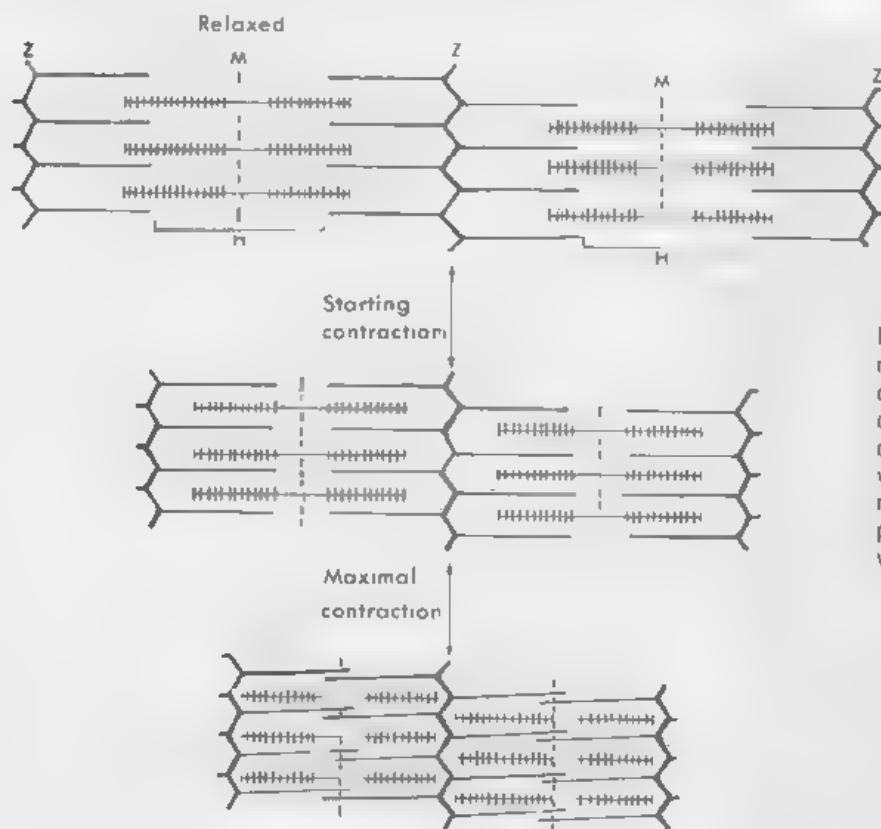 Relaxed
Z
M
Z
M
Z
H
H
Starting
contraction
Maximal
contraction